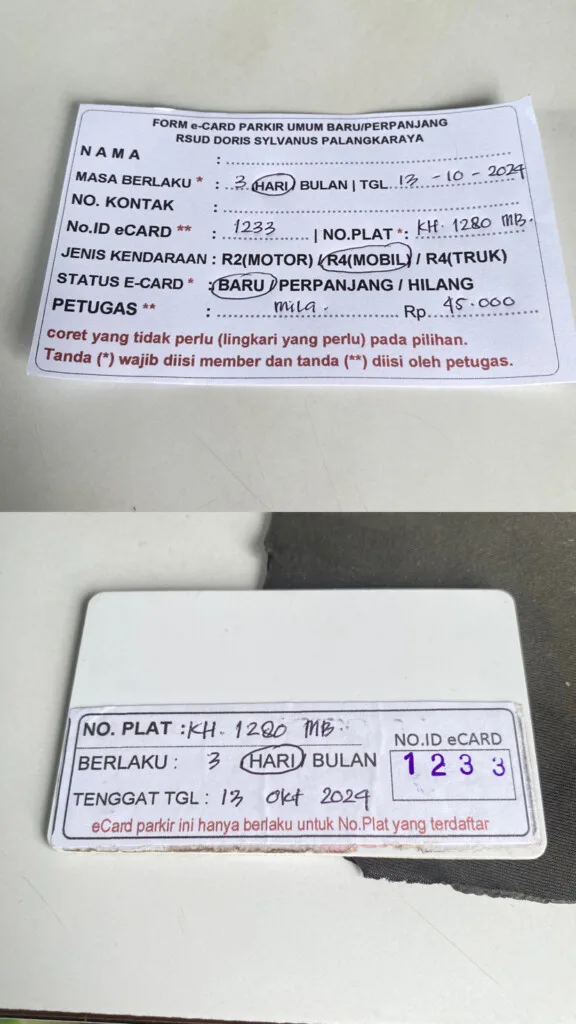 FORM e-CARD PARKIR UMUM BARU/PERPANJANG
RSUD DORIS SYLVANUS PALANGKARAYA
NAMA :
MASA BERLAKU * : 3 HARI / BULAN | TGL. 13 - 10 - 2024
NO. KONTAK :
No.ID eCARD ** : 1233 | NO.PLAT *: KH. 1280 MB.
JENIS KENDARAAN : R2(MOTOR) / R4(MOBIL) / R4(TRUK)
STATUS E-CARD * : BARU / PERPANJANG / HILANG
PETUGAS ** : mila. Rp. 45.000
coret yang tidak perlu (lingkari yang perlu) pada pilihan.
Tanda (*) wajib diisi member dan tanda (**) diisi oleh petugas.
NO. PLAT : KH. 1280 MB.
BERLAKU : 3 HARI / BULAN
TENGGAT TGL : 13 Okt 2024
NO.ID eCARD
1 2 3 3
eCard parkir ini hanya berlaku untuk No.Plat yang terdaftar